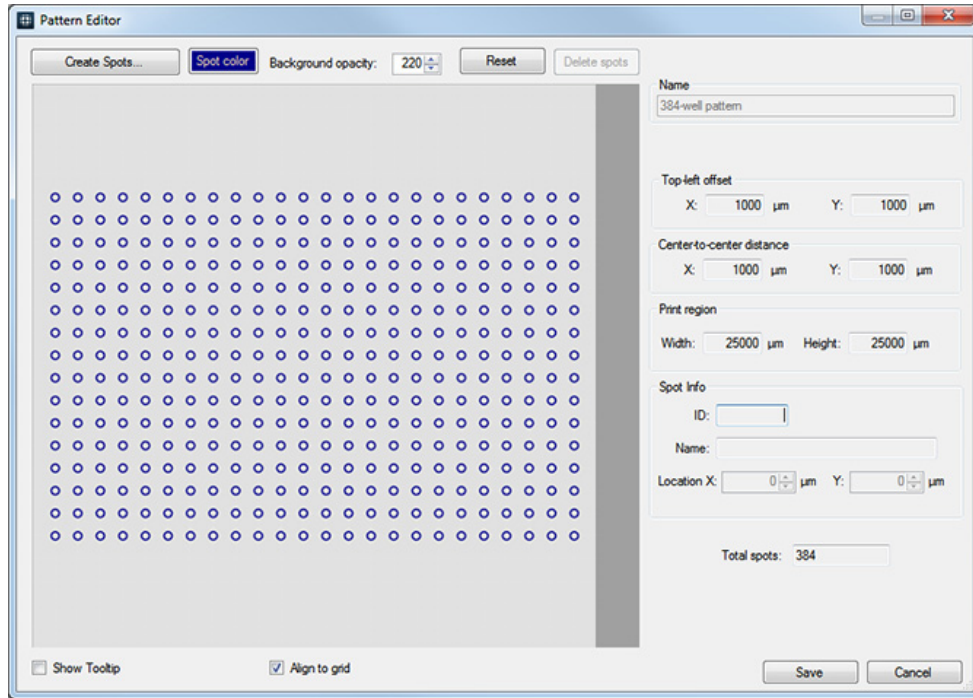 Pattern Editor
Create Spots... Spot color Background opacity: 220 Reset Delete spots
Name
384-well pattern
Top-left offset
X: 1000 µm Y: 1000 µm
Center-to-center distance
X: 1000 µm Y: 1000 µm
Print region
Width: 25000 µm Height: 25000 µm
Spot Info
ID:
Name:
Location X: 0 µm Y: 0 µm
Total spots: 384
Show Tooltip Align to grid
Save Cancel